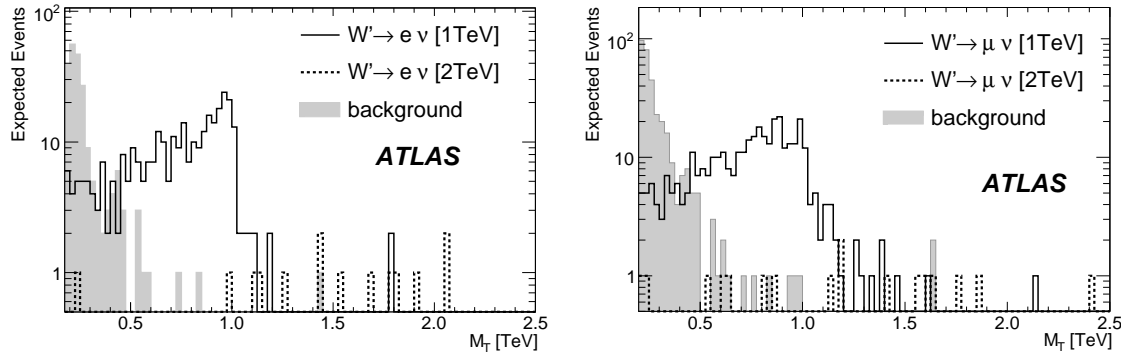 Expected Events
10²
10
1
W'→ e ν [1TeV]
W'→ e ν [2TeV]
background
ATLAS
0.5 1.0 1.5 2.0 2.5
M_T [TeV]
Expected Events
10²
10
1
W'→ μ ν [1TeV]
W'→ μ ν [2TeV]
background
ATLAS
0.5 1.0 1.5 2.0 2.5
M_T [TeV]